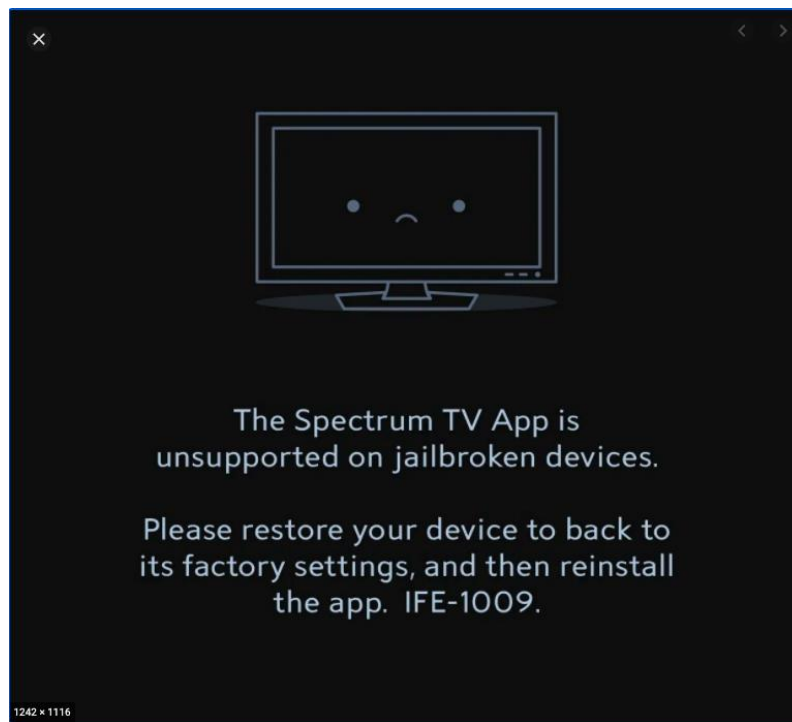 The Spectrum TV App is
unsupported on jailbroken devices.
Please restore your device to back to
its factory settings, and then reinstall
the app.  IFE-1009.
1242 × 1116